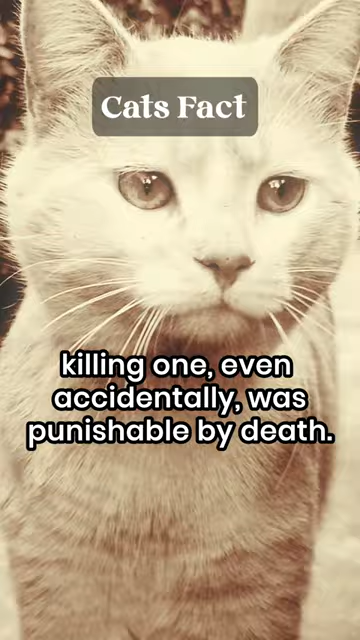 Cats Fact
killing one, even
accidentally, was
punishable by death.